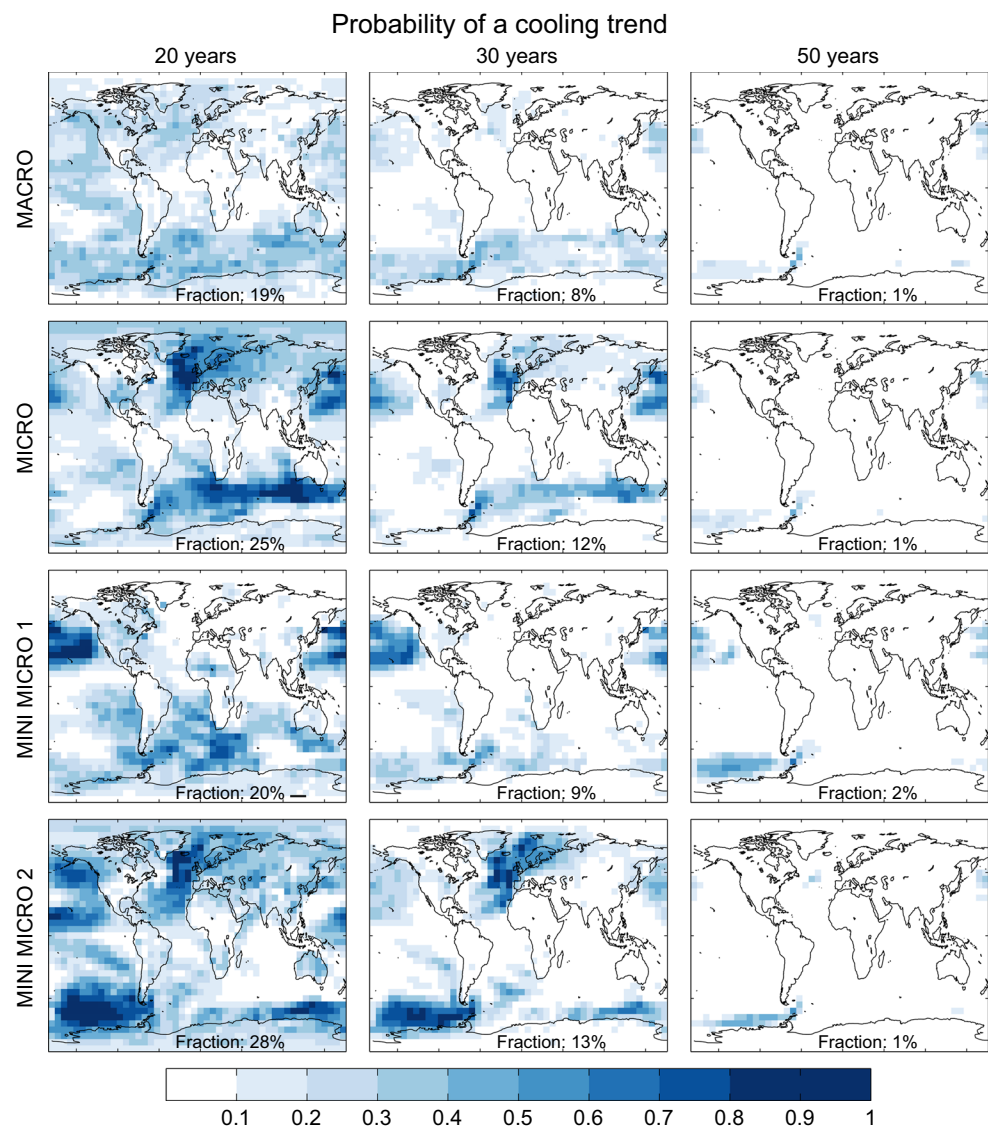 Probability of a cooling trend
20 years 30 years 50 years
MACRO
Fraction; 19% Fraction; 8% Fraction; 1%
MICRO
Fraction; 25% Fraction; 12% Fraction; 1%
MINI MICRO 1
Fraction; 20% Fraction; 9% Fraction; 2%
MINI MICRO 2
Fraction; 28% Fraction; 13% Fraction; 1%
0.1 0.2 0.3 0.4 0.5 0.6 0.7 0.8 0.9 1